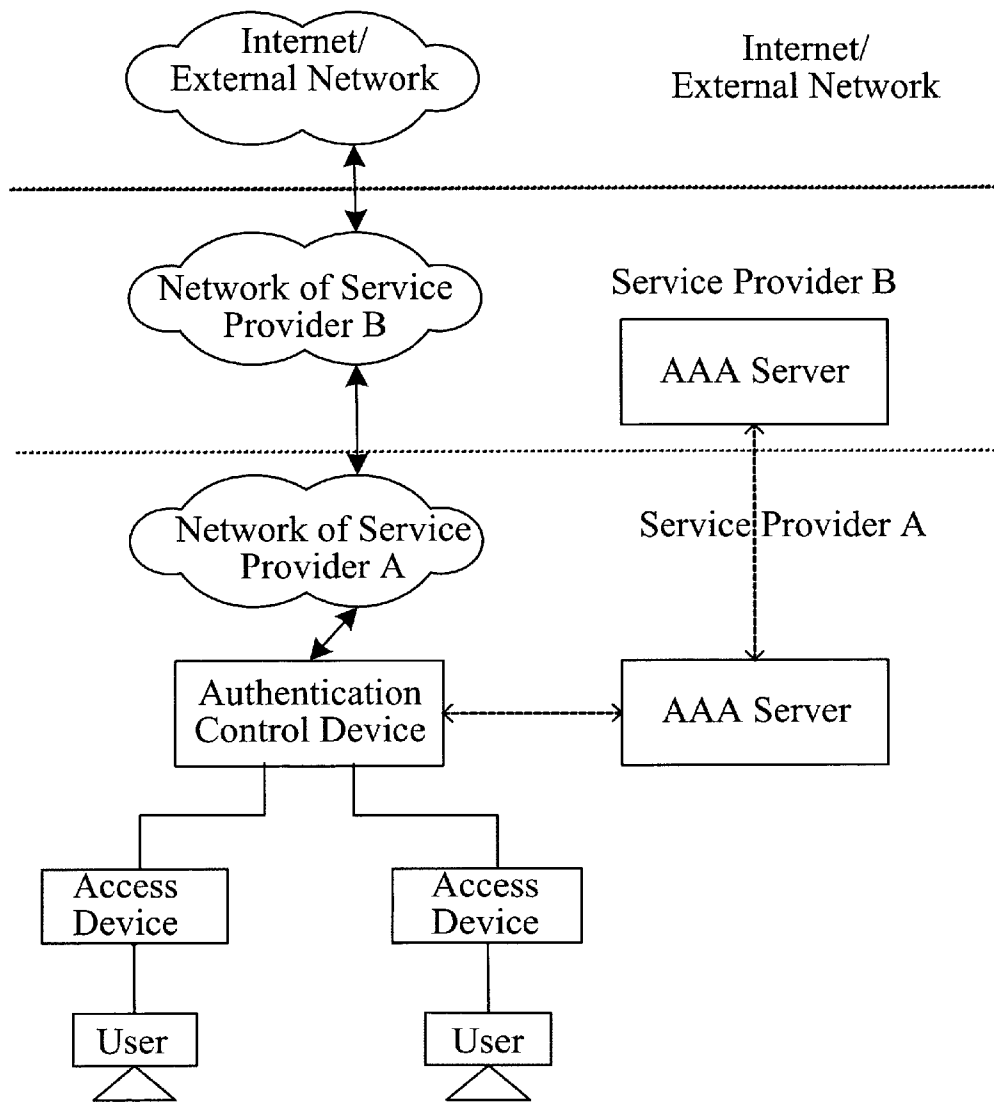 Internet/
External Network
Internet/
External Network
Network of Service
Provider B
Service Provider B
AAA Server
Network of Service
Provider A
Service Provider A
Authentication
Control Device
AAA Server
Access
Device
Access
Device
User
User